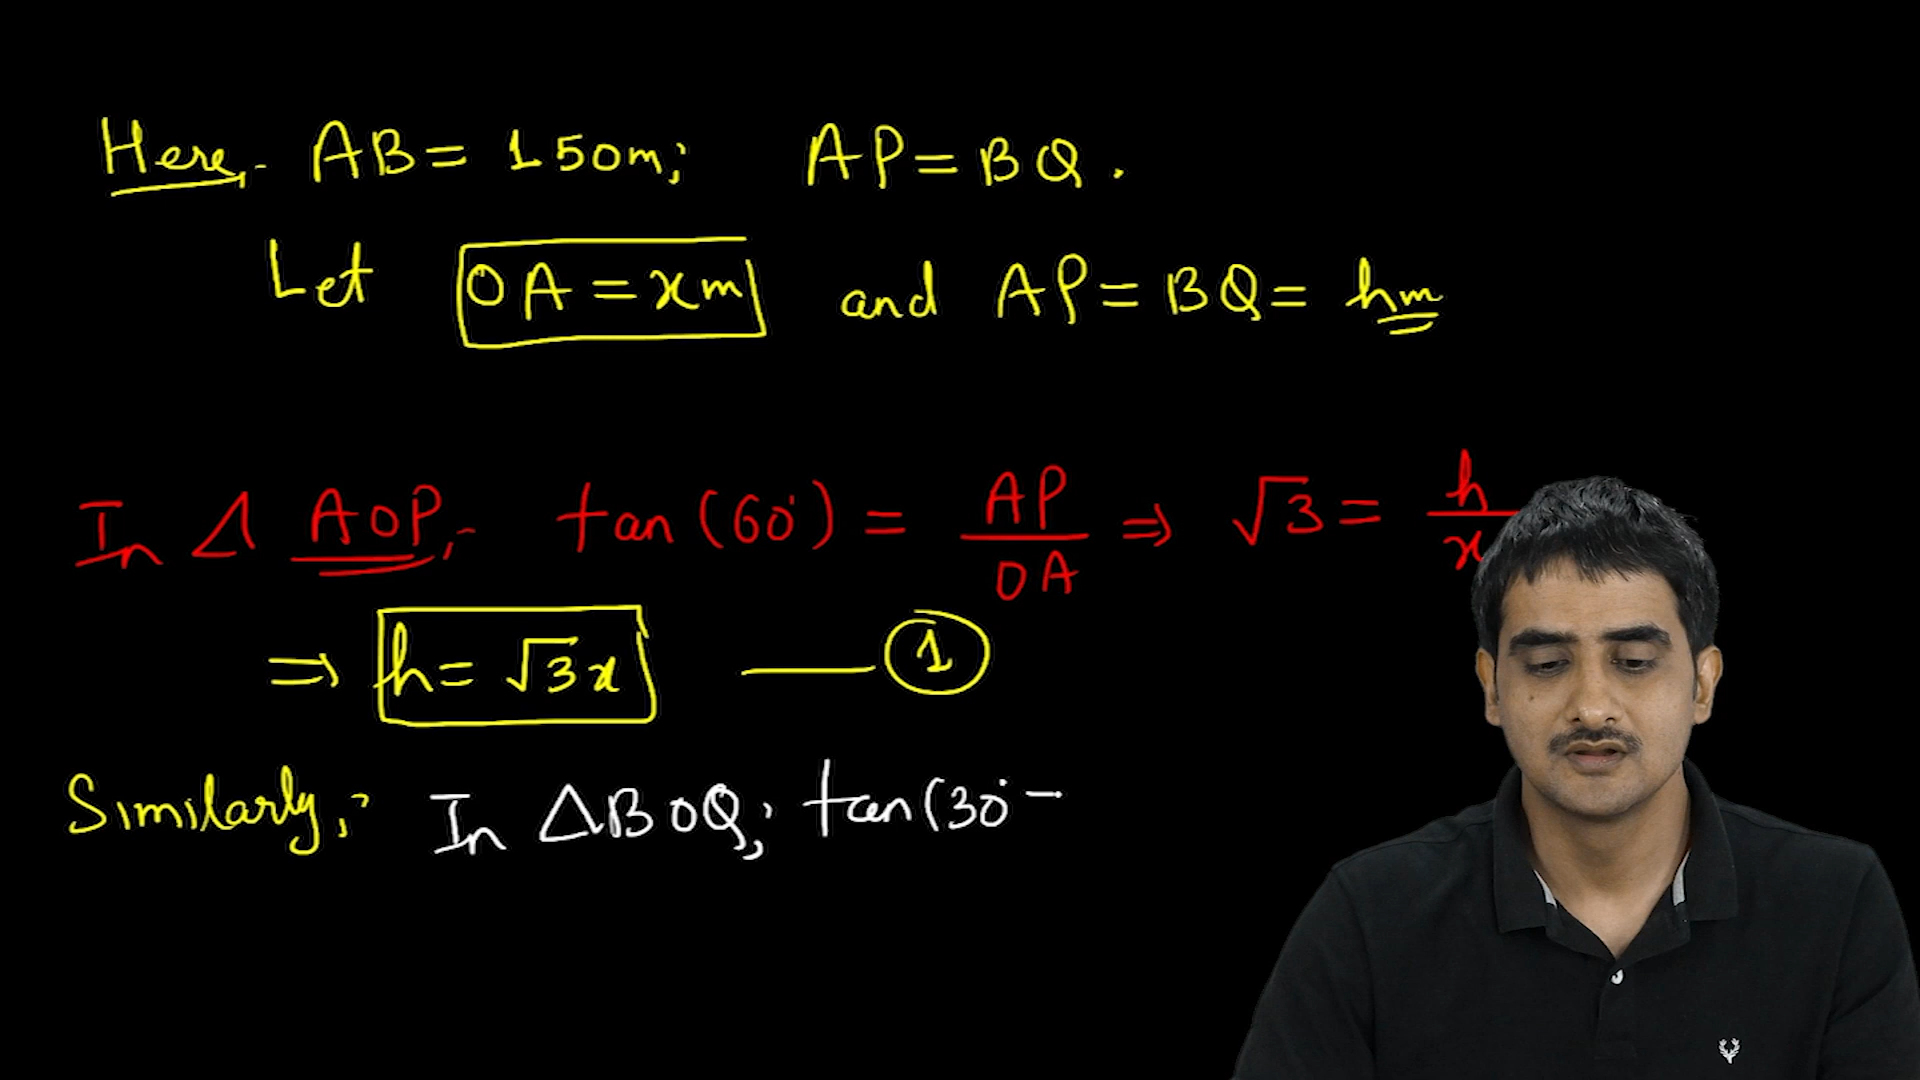 Here,- AB = 150m; AP = BQ.
Let OA = xm and AP = BQ = hm
In Δ AOP,- tan(60°) = AP/OA ⇒ √3 = h/x
⇒ h = √3x —— 1
Similarly; In ΔBOQ; tan(30° -